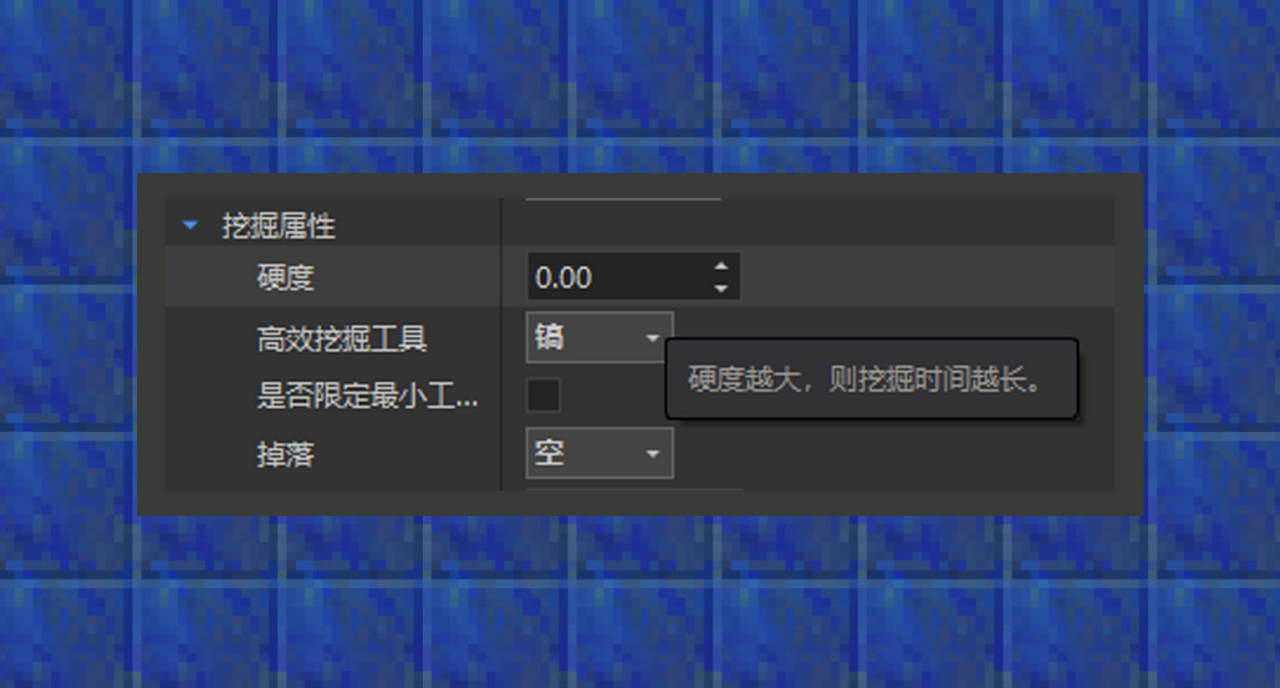 挖掘属性
硬度 0.00
高效挖掘工具 镐
硬度越大，则挖掘时间越长。
是否限定最小工...
掉落 空